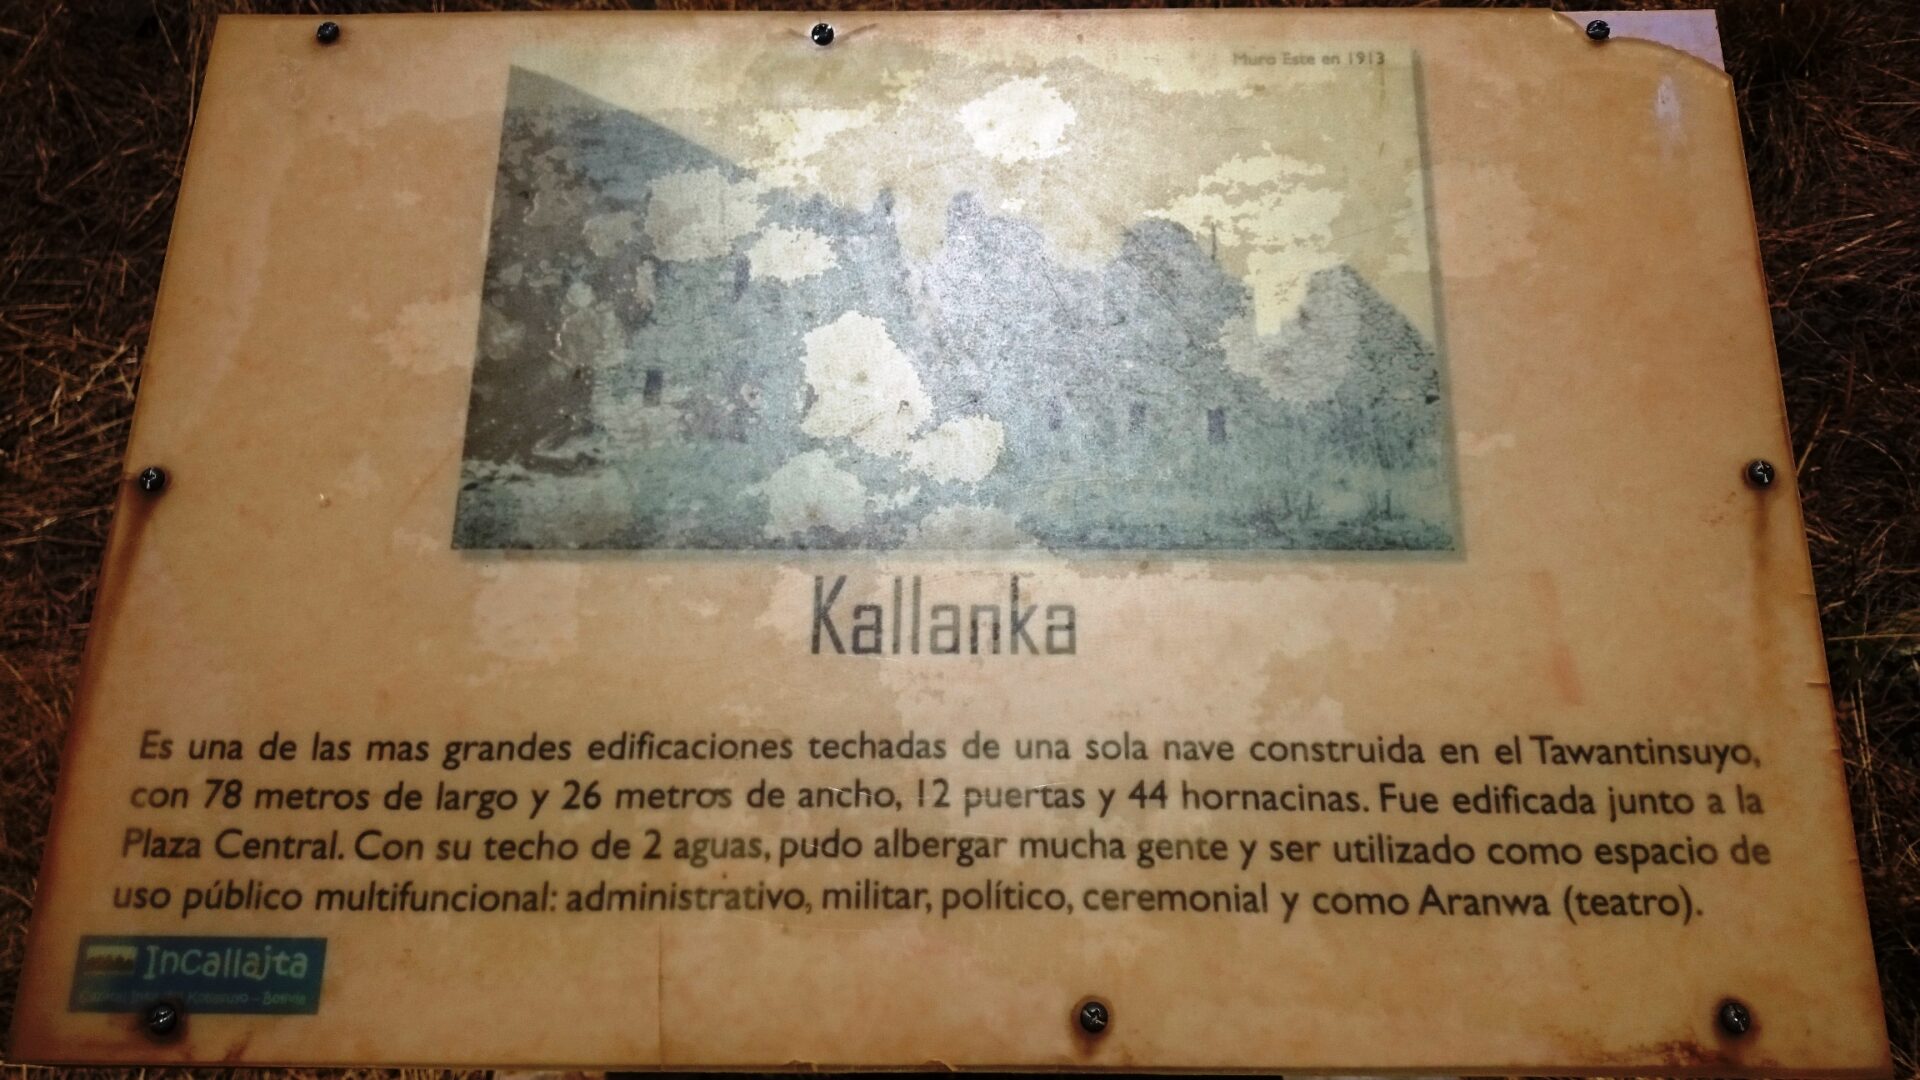 Muro Este en 1913
Kallanka
Es una de las mas grandes edificaciones techadas de una sola nave construida en el Tawantinsuyo,
con 78 metros de largo y 26 metros de ancho, 12 puertas y 44 hornacinas. Fue edificada junto a la
Plaza Central. Con su techo de 2 aguas, pudo albergar mucha gente y ser utilizado como espacio de
uso público multifuncional: administrativo, militar, político, ceremonial y como Aranwa (teatro).
Incallajta
- Bolivia